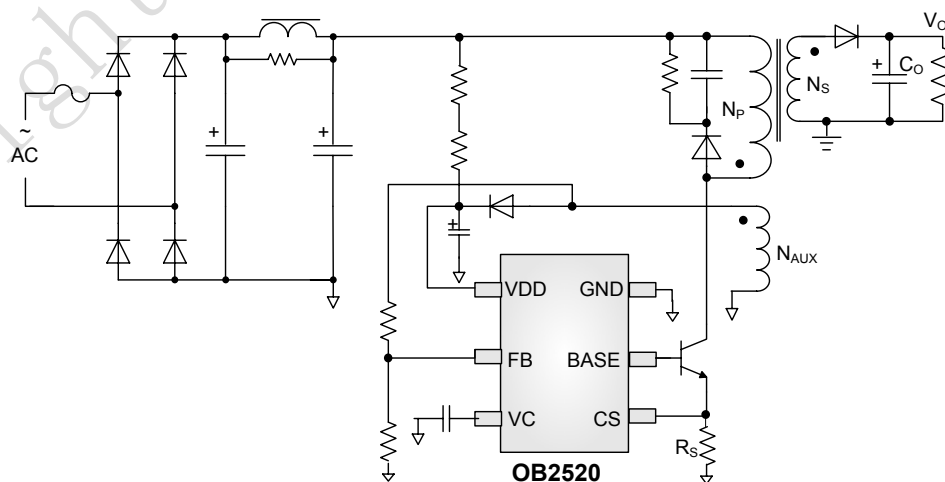 V_O
+
C_O
N_S
N_P
+
+
~
AC
+
N_AUX
VDD
GND
FB
BASE
VC
CS
R_S
OB2520